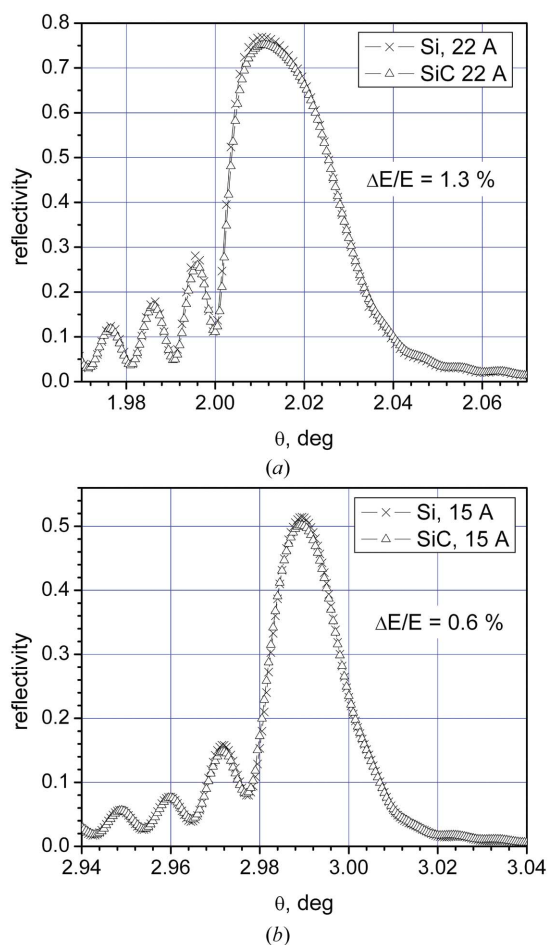 (a)
0.8
0.7
0.6
0.5
0.4
0.3
0.2
0.1
0.0
reflectivity
Si, 22 A
SiC 22 A
ΔE/E = 1.3 %
1.98 2.00 2.02 2.04 2.06
θ, deg
(a)
0.5
0.4
0.3
0.2
0.1
0.0
reflectivity
Si, 15 A
SiC, 15 A
ΔE/E = 0.6 %
2.94 2.96 2.98 3.00 3.02 3.04
θ, deg
(b)